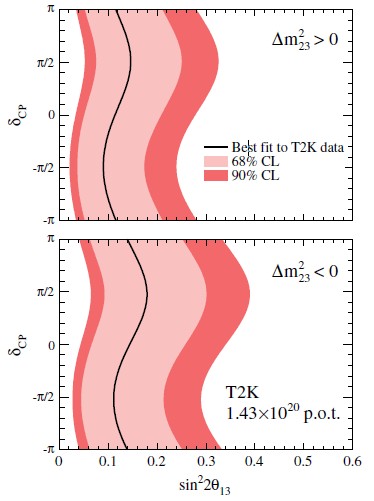 π
Δm²₂₃ > 0
π/2
δCP
0
Best fit to T2K data
68% CL
-π/2
90% CL
-π
π
Δm²₂₃ < 0
π/2
δCP
0
T2K
-π/2
1.43×10²⁰ p.o.t.
-π
0 0.1 0.2 0.3 0.4 0.5 0.6
sin²2θ₁₃